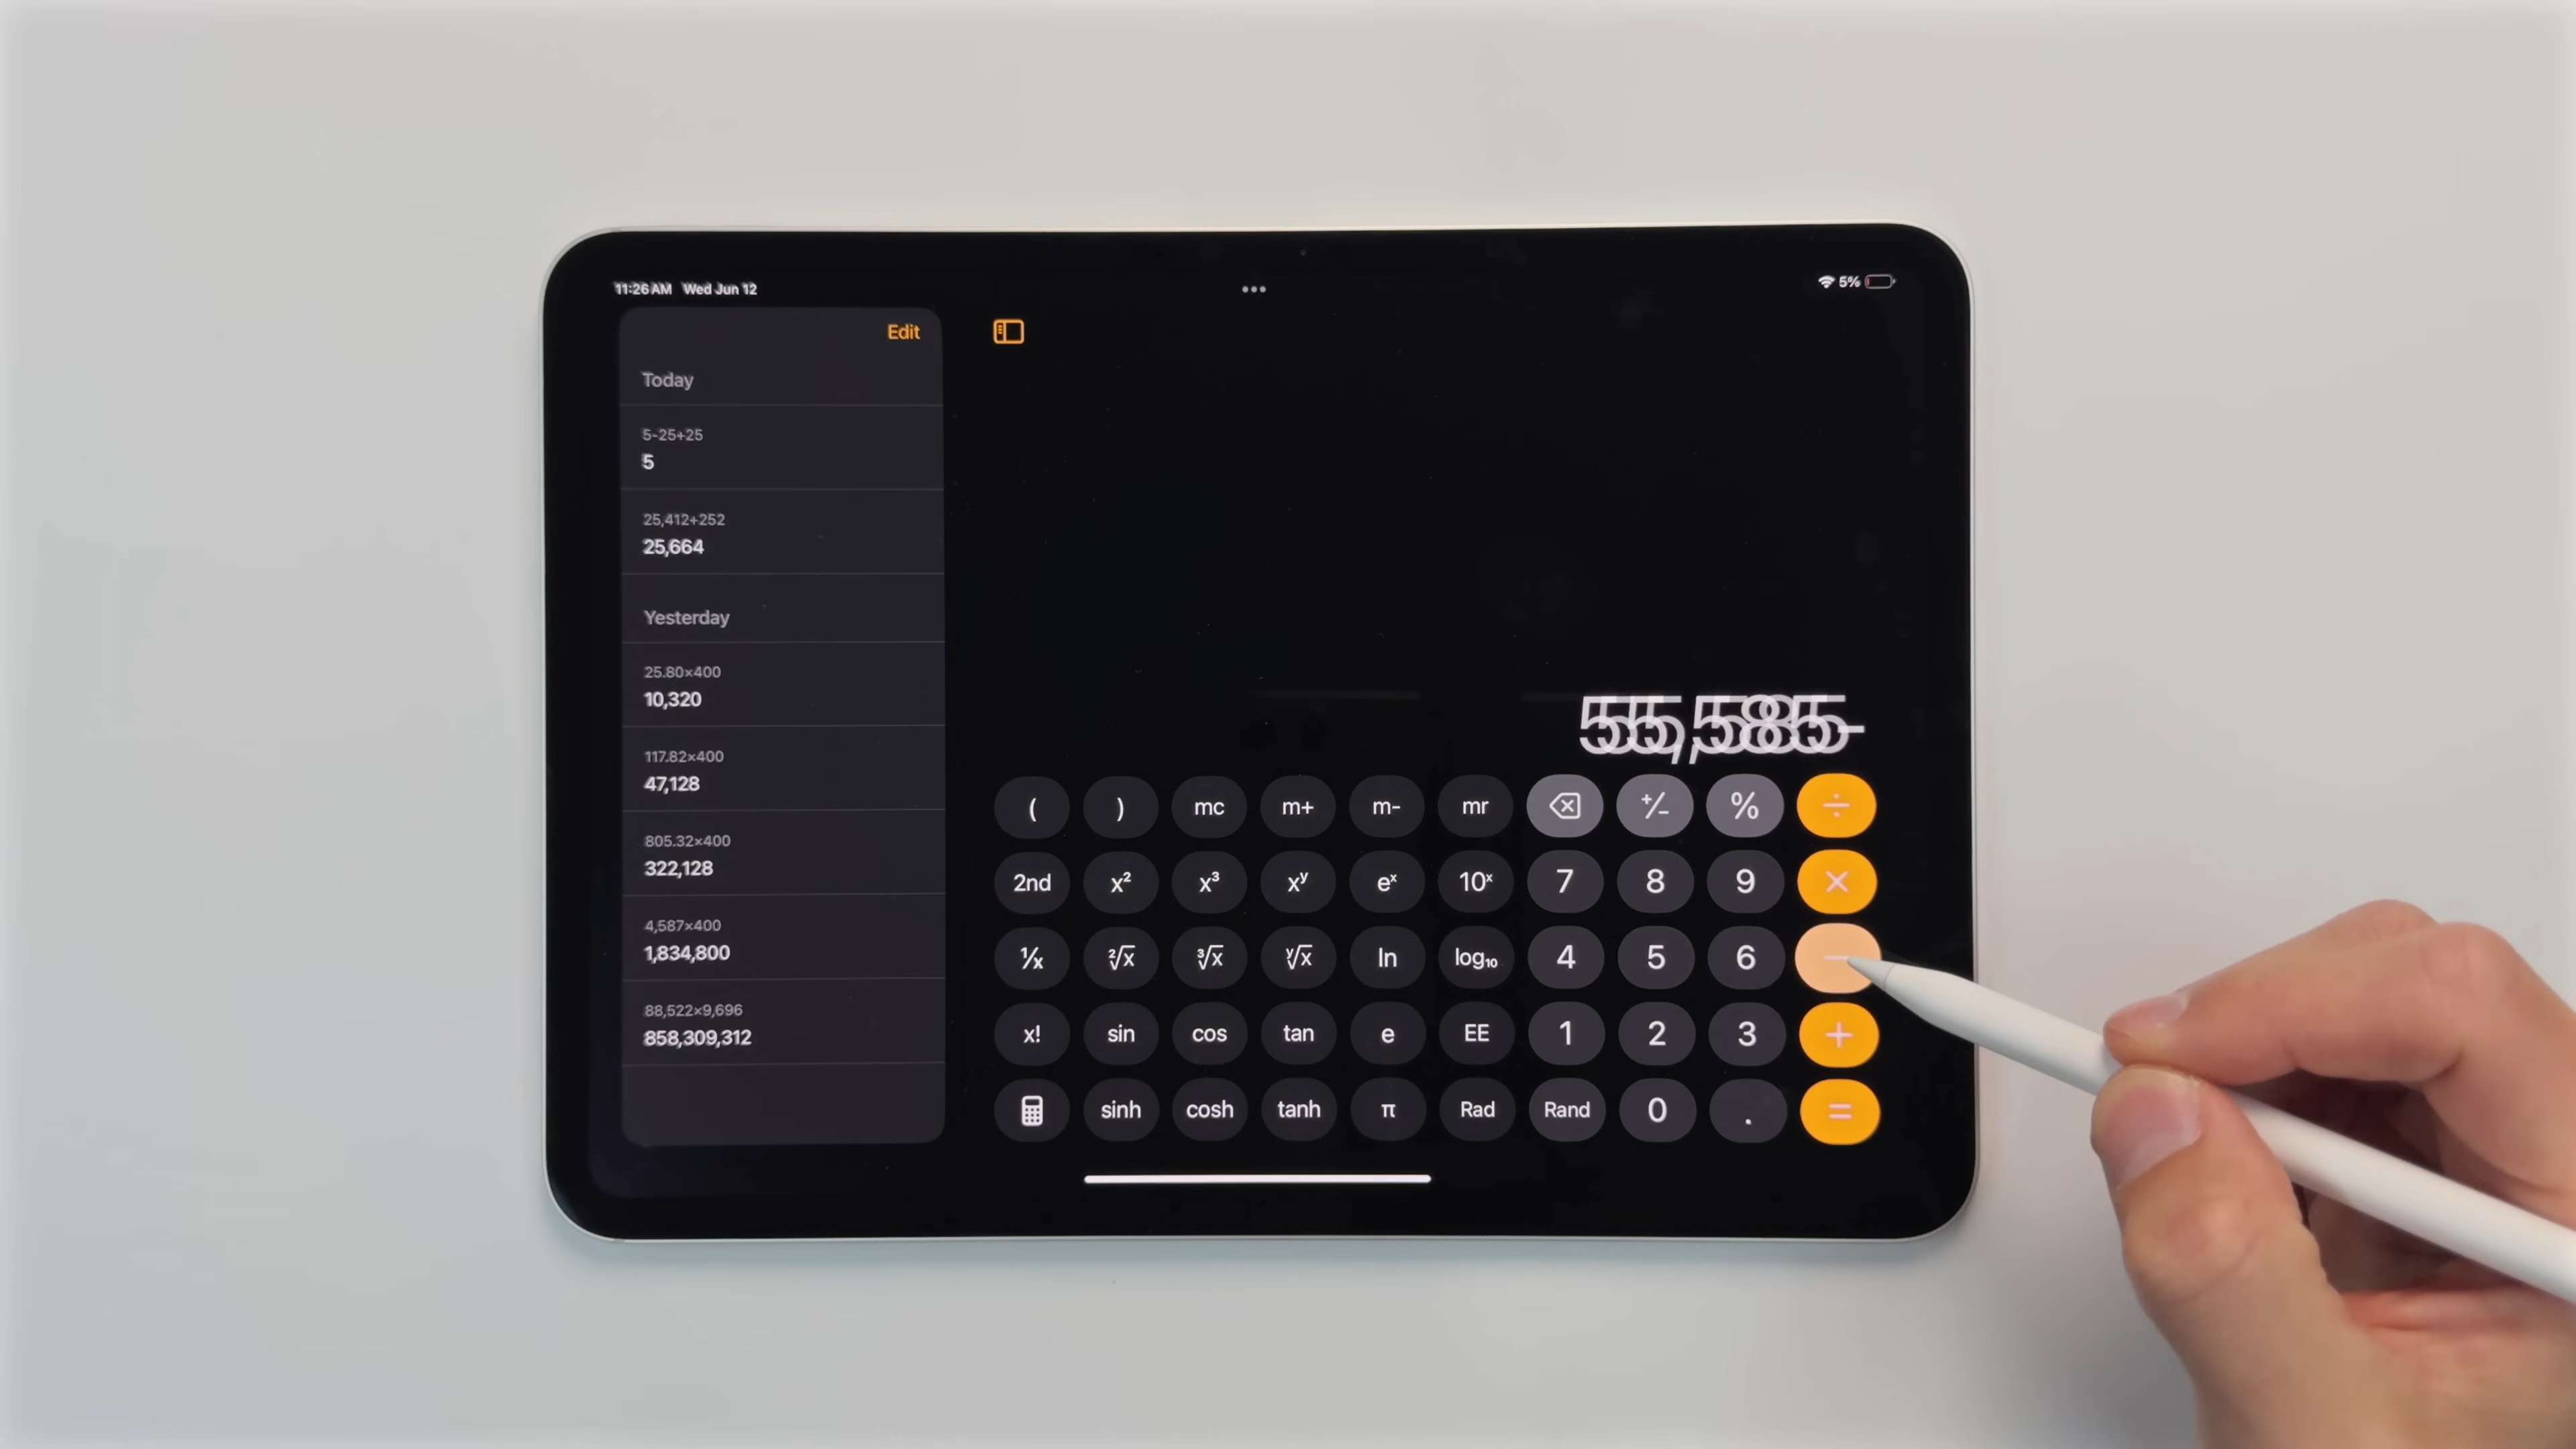 11:26 AM Wed Jun 12
5%
Edit
Today
5-25+25
5
25,412+252
25,664
Yesterday
25.80×400
10,320
117.82×400
47,128
805.32×400
322,128
4,587×400
1,834,800
88,522×9,696
858,309,312
55,585-
( ) mc m+ m- mr ⁺∕₋ % ÷
2nd x² x³ xʸ eˣ 10ˣ 7 8 9 ×
¹∕ₓ ²√x ³√x ʸ√x ln log₁₀ 4 5 6 −
x! sin cos tan e EE 1 2 3 +
sinh cosh tanh π Rad Rand 0 . =